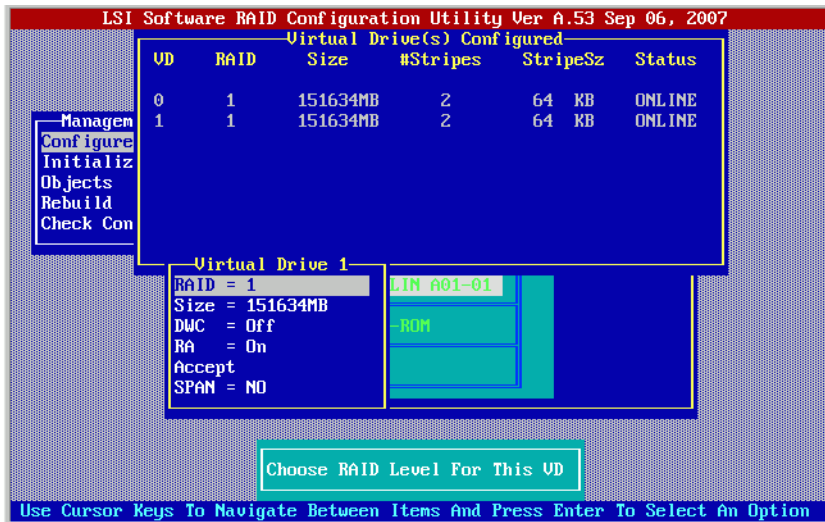 LSI Software RAID Configuration Utility Ver A.53 Sep 06, 2007
Virtual Drive(s) Configured
VD RAID Size #Stripes StripeSz Status
0 1 151634MB 2 64 KB ONLINE
1 1 151634MB 2 64 KB ONLINE
Managem
Configure
Initializ
Objects
Rebuild
Check Con
Virtual Drive 1
RAID = 1
Size = 151634MB
DWC = Off
RA = On
Accept
SPAN = NO
LIN A01-01
-ROM
Choose RAID Level For This VD
Use Cursor Keys To Navigate Between Items And Press Enter To Select An Option